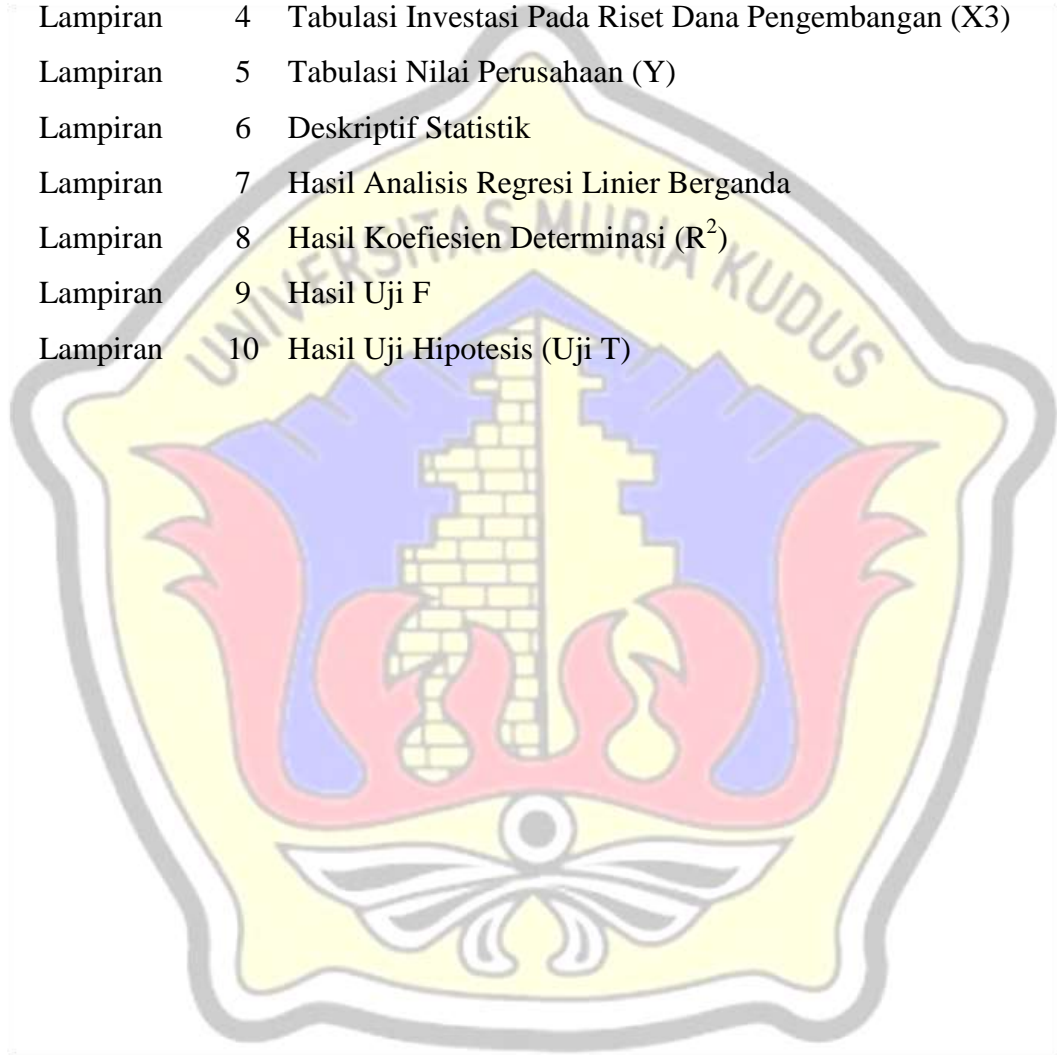 Lampiran 4 Tabulasi Investasi Pada Riset Dana Pengembangan (X3)
Lampiran 5 Tabulasi Nilai Perusahaan (Y)
Lampiran 6 Deskriptif Statistik
Lampiran 7 Hasil Analisis Regresi Linier Berganda
Lampiran 8 Hasil Koefiesien Determinasi (R²)
Lampiran 9 Hasil Uji F
Lampiran 10 Hasil Uji Hipotesis (Uji T)
UNIVERSITAS MURIA KUDUS